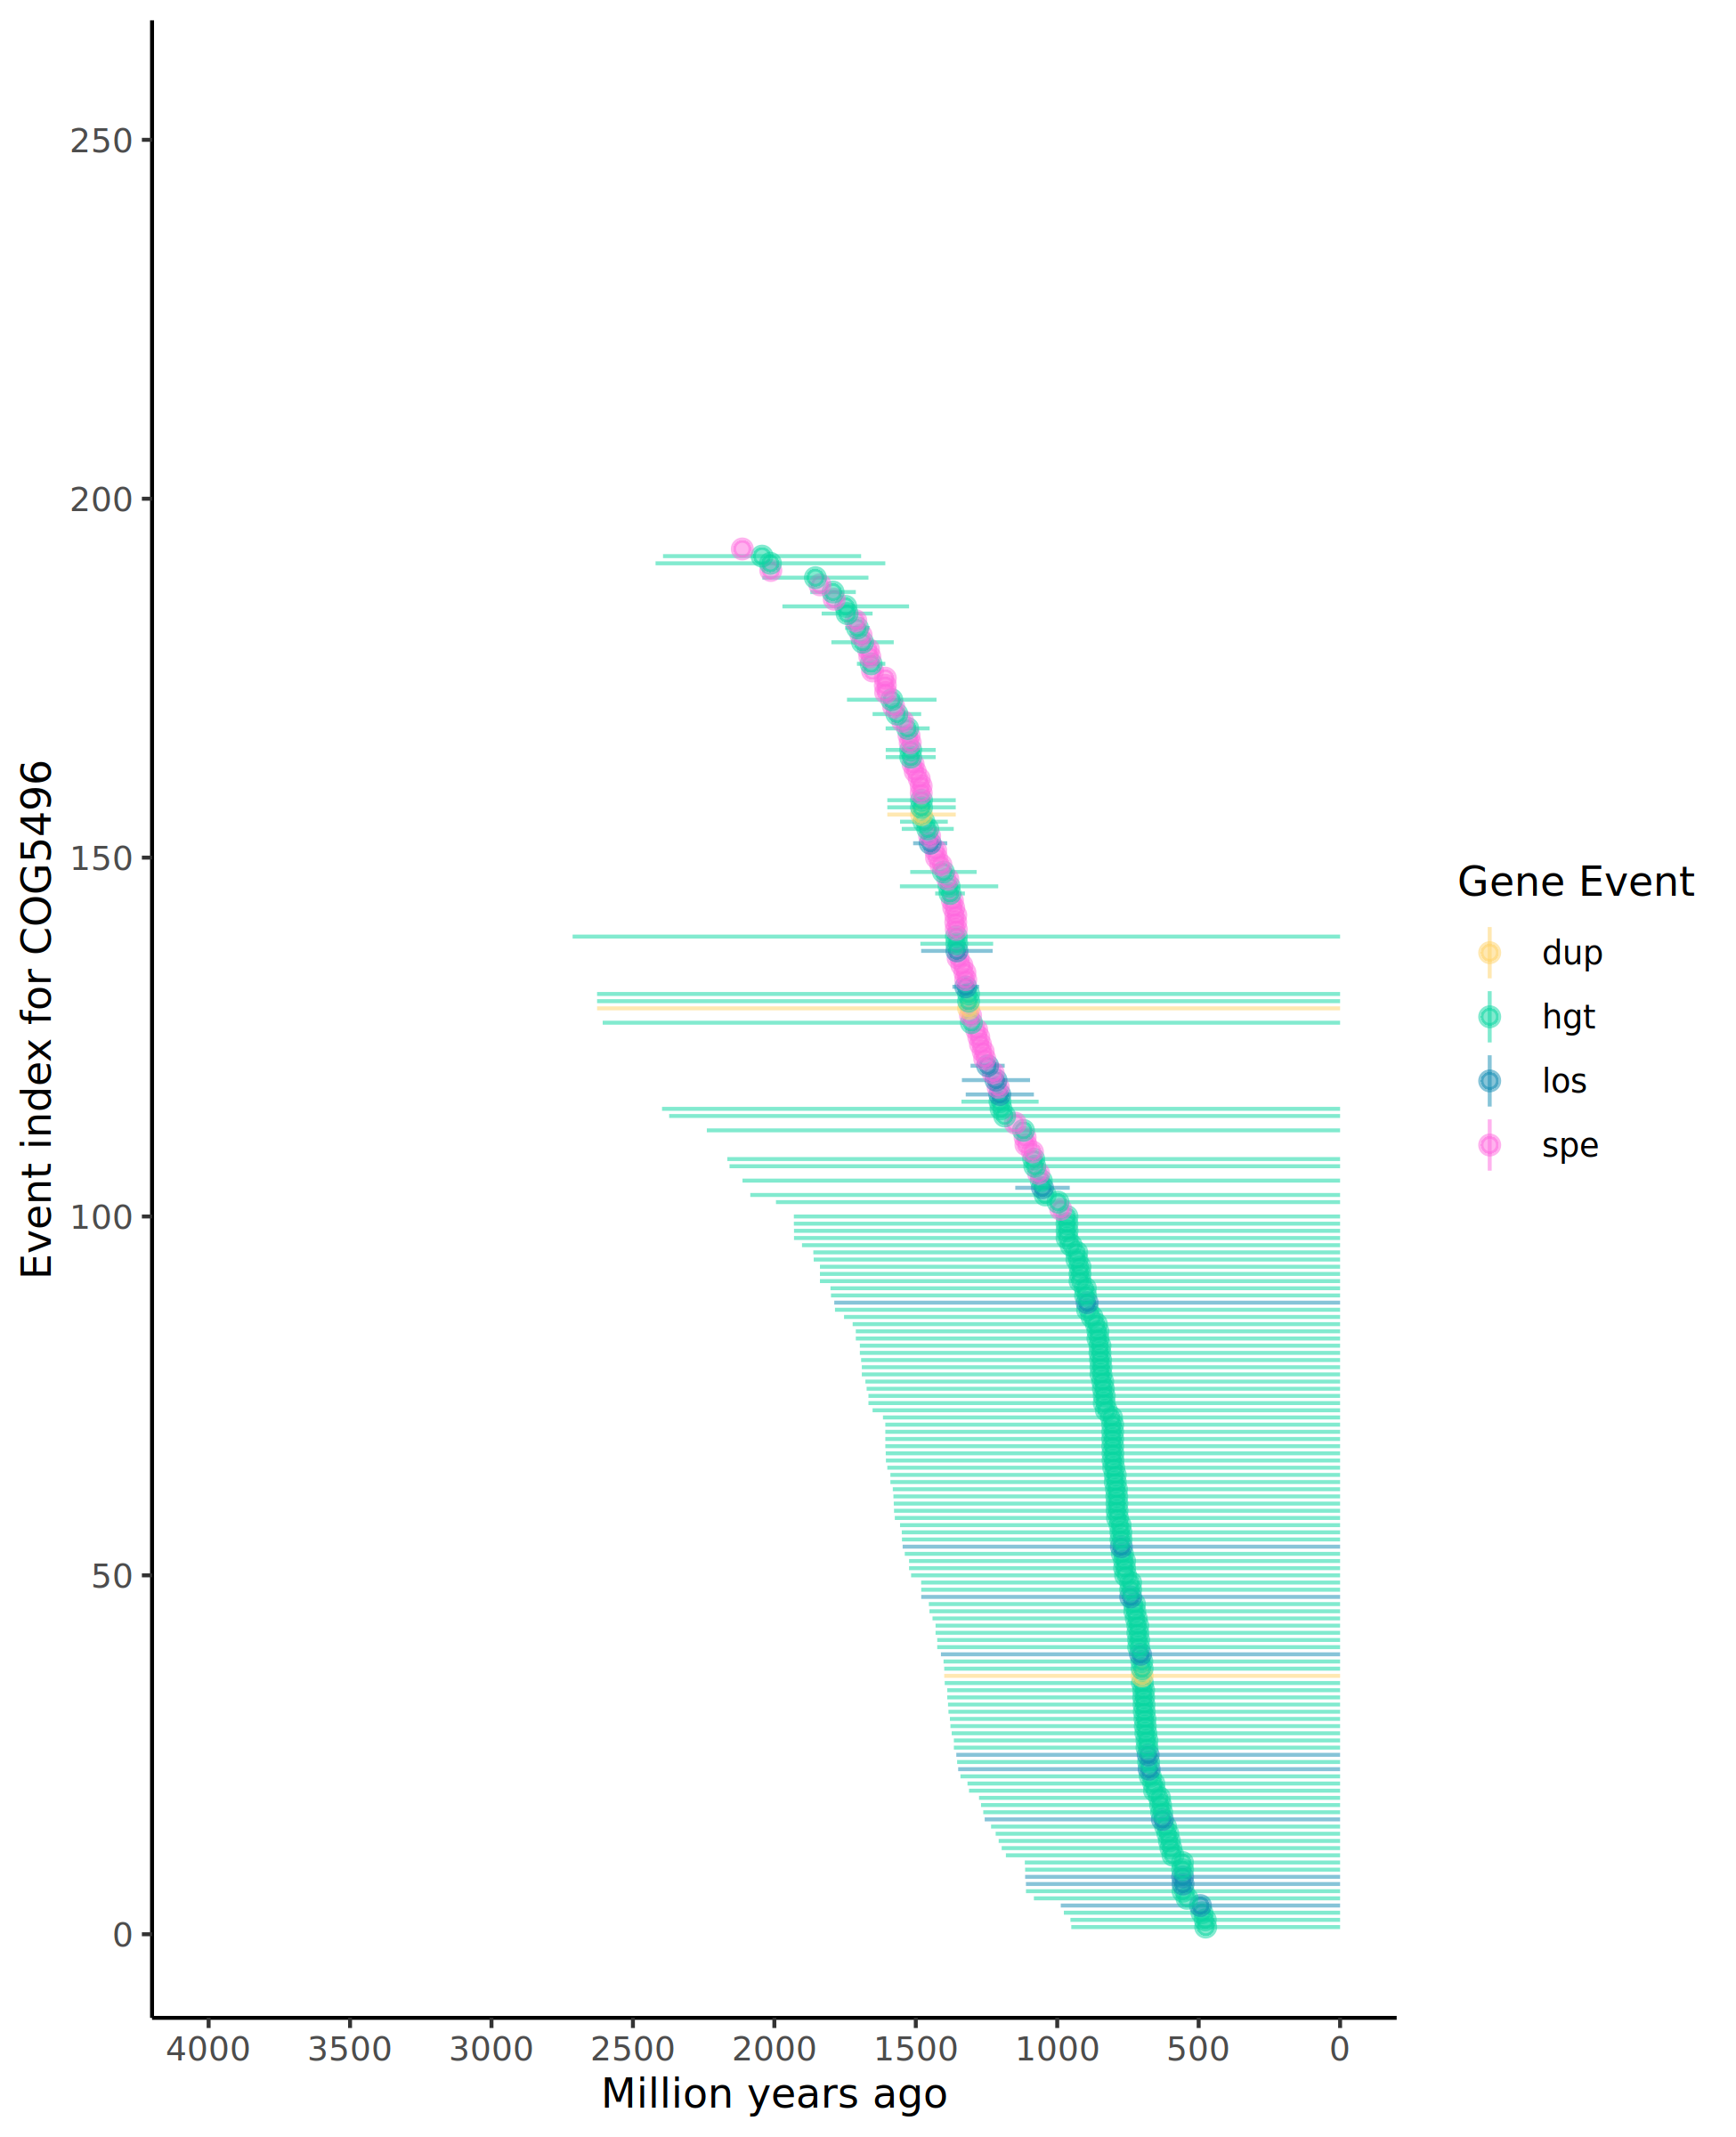 Event index for COG5496
250
200
150
100
50
0
4000 3500 3000 2500 2000 1500 1000 500 0
Million years ago
Gene Event
dup
hgt
los
spe